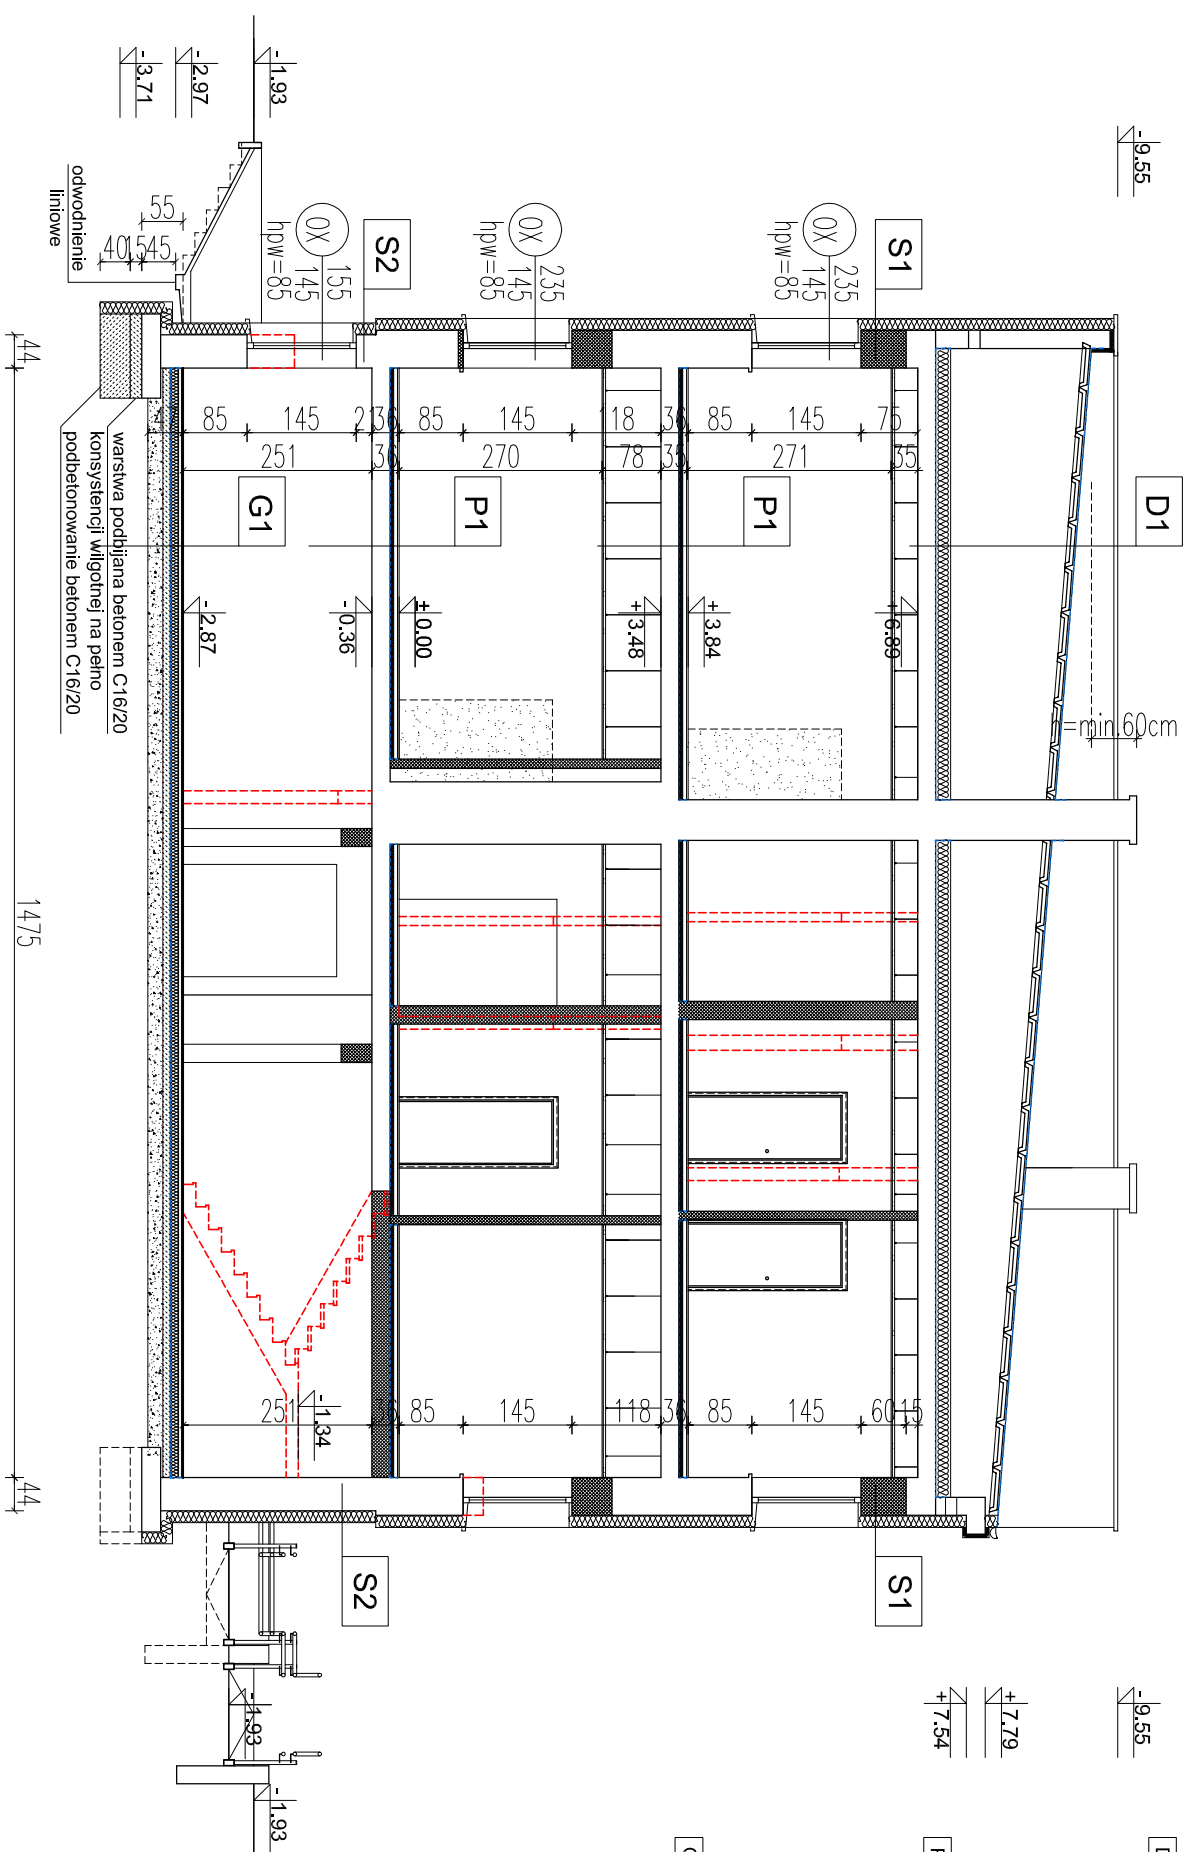 -9.55
-9.55
+7.79
+7.54
D1
h=min.60cm
S1
S1
OX
235
145
hpw=85
OX
235
145
hpw=85
OX
155
145
hpw=85
S2
S2
P1
P1
G1
+6.89
+3.84
+3.48
+0.00
-0.36
-2.87
-1.34
75
145
85
36
118
145
85
36
21
145
85
35
271
35
78
270
36
251
15
60
145
85
36
118
145
85
251
-1.93
-2.97
-3.71
-1.93
-1.93
55
45
15
40
odwodnienie
liniowe
warstwa podbijana betonem C16/20
konsystencji wilgotnej na pełno
podbetonowanie betonem C16/20
44
1475
44